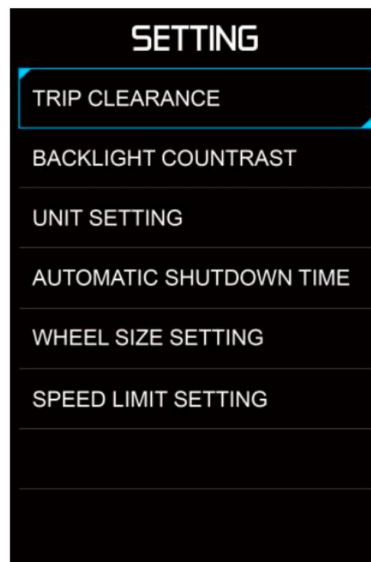 SETTING
TRIP CLEARANCE
BACKLIGHT COUNTRAST
UNIT SETTING
AUTOMATIC SHUTDOWN TIME
WHEEL SIZE SETTING
SPEED LIMIT SETTING